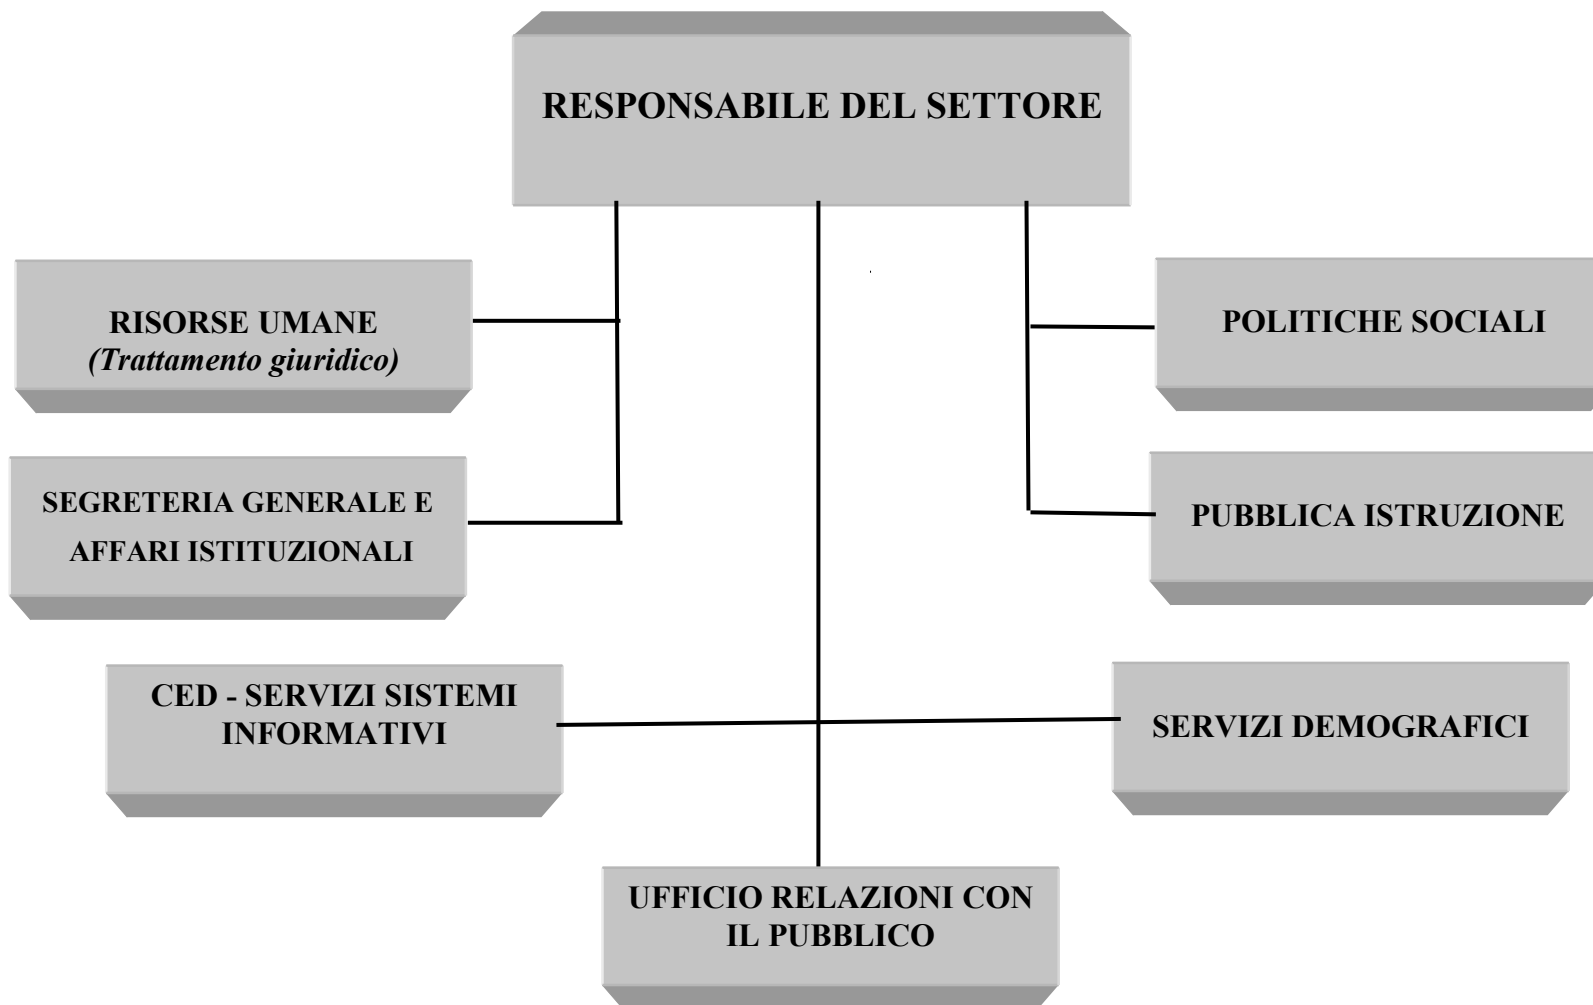 RESPONSABILE DEL SETTORE
RISORSE UMANE
(Trattamento giuridico)
POLITICHE SOCIALI
SEGRETERIA GENERALE E
AFFARI ISTITUZIONALI
PUBBLICA ISTRUZIONE
CED - SERVIZI SISTEMI
INFORMATIVI
SERVIZI DEMOGRAFICI
UFFICIO RELAZIONI CON
IL PUBBLICO